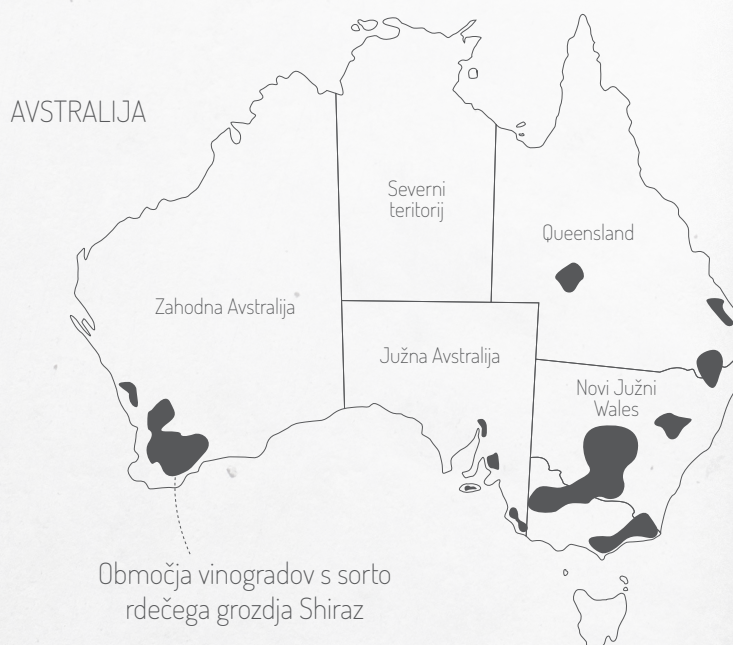 AVSTRALIJA
Severni
teritorij
Queensland
Zahodna Avstralija
Južna Avstralija
Novi Južni
Wales
Območja vinogradov s sorto
rdečega grozdja Shiraz